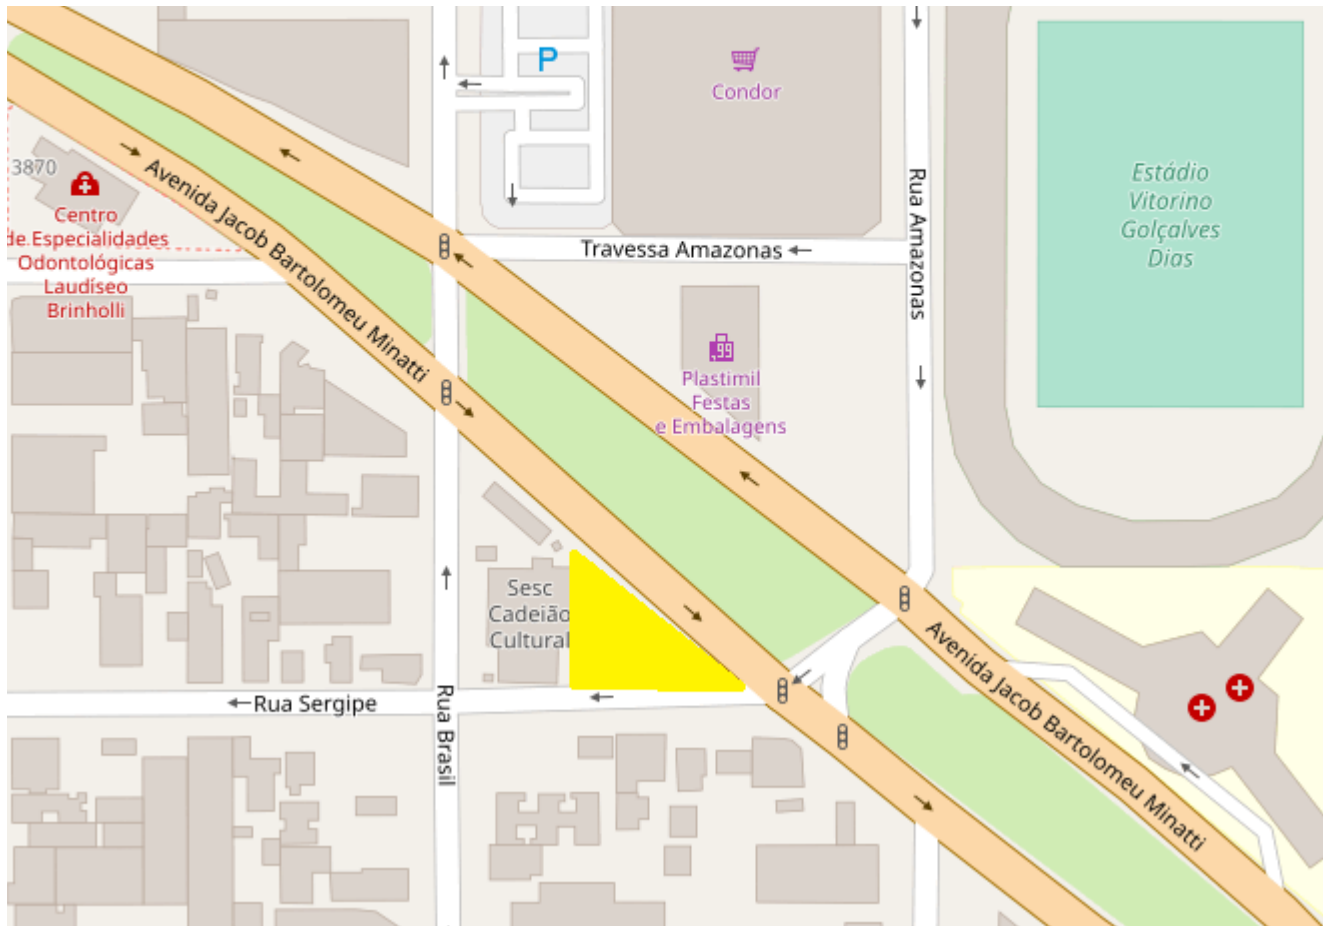 P
Condor
3870
Centro
de Especialidades
Odontológicas
Laudíseo
Brinholli
Avenida Jacob Bartolomeu Minatti
Travessa Amazonas
Rua Amazonas
Estádio
Vitorino
Golçalves
Dias
99
Plastimil
Festas
e Embalagens
Sesc
Cadeião
Cultural
Rua Sergipe
Rua Brasil
Avenida Jacob Bartolomeu Minatti